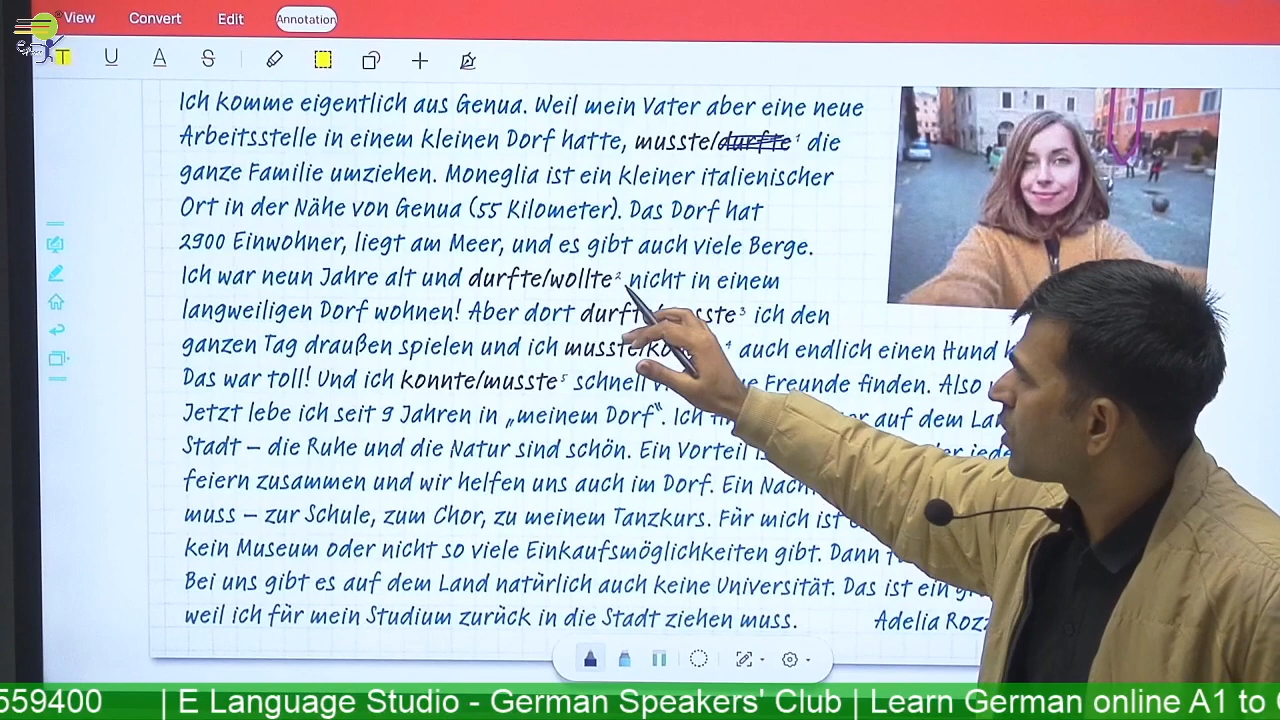 View Convert Edit Annotation
T U A S
Ich komme eigentlich aus Genua. Weil mein Vater aber eine neue
Arbeitsstelle in einem kleinen Dorf hatte, musste/durfte¹ die
ganze Familie umziehen. Moneglia ist ein kleiner italienischer
Ort in der Nähe von Genua (55 Kilometer). Das Dorf hat
2900 Einwohner, liegt am Meer, und es gibt auch viele Berge.
Ich war neun Jahre alt und durfte/wollte² nicht in einem
langweiligen Dorf wohnen! Aber dort ³ ich den
ganzen Tag draußen spielen und ich ⁴ auch endlich einen Hund
Das war toll! Und ich konnte/musste⁵ schnell Freunde finden. Also
Jetzt lebe ich seit 9 Jahren in „meinem Dorf“. Ich auf dem
Stadt – die Ruhe und die Natur sind schön. Ein Vorteil
feiern zusammen und wir helfen uns auch im Dorf. Ein
muss – zur Schule, zum Chor, zu meinem Tanzkurs. Für mich ist
kein Museum oder nicht so viele Einkaufsmöglichkeiten gibt. Dann
Bei uns gibt es auf dem Land natürlich auch keine Universität. Das ist ein
weil ich für mein Studium zurück in die Stadt ziehen muss. Adelia
559400 | E Language Studio - German Speakers' Club | Learn German online A1 to